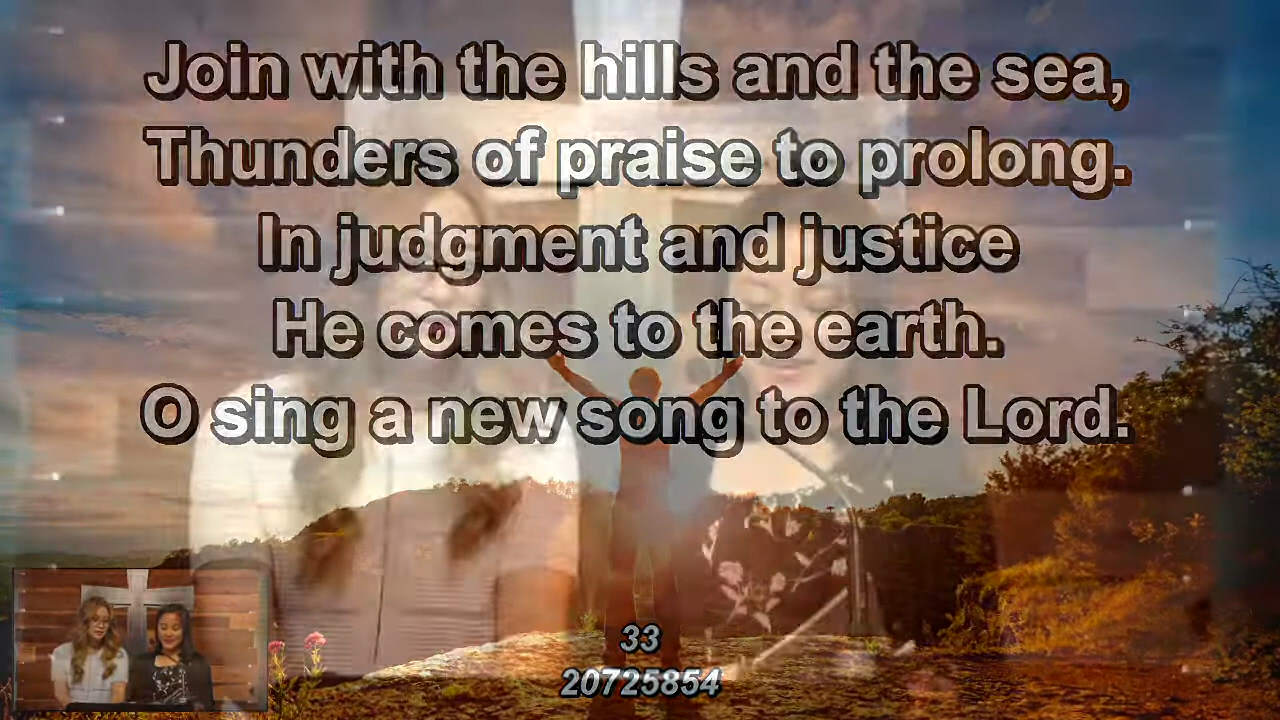 Join with the hills and the sea,
Thunders of praise to prolong.
In judgment and justice
He comes to the earth.
O sing a new song to the Lord.
33
20725854